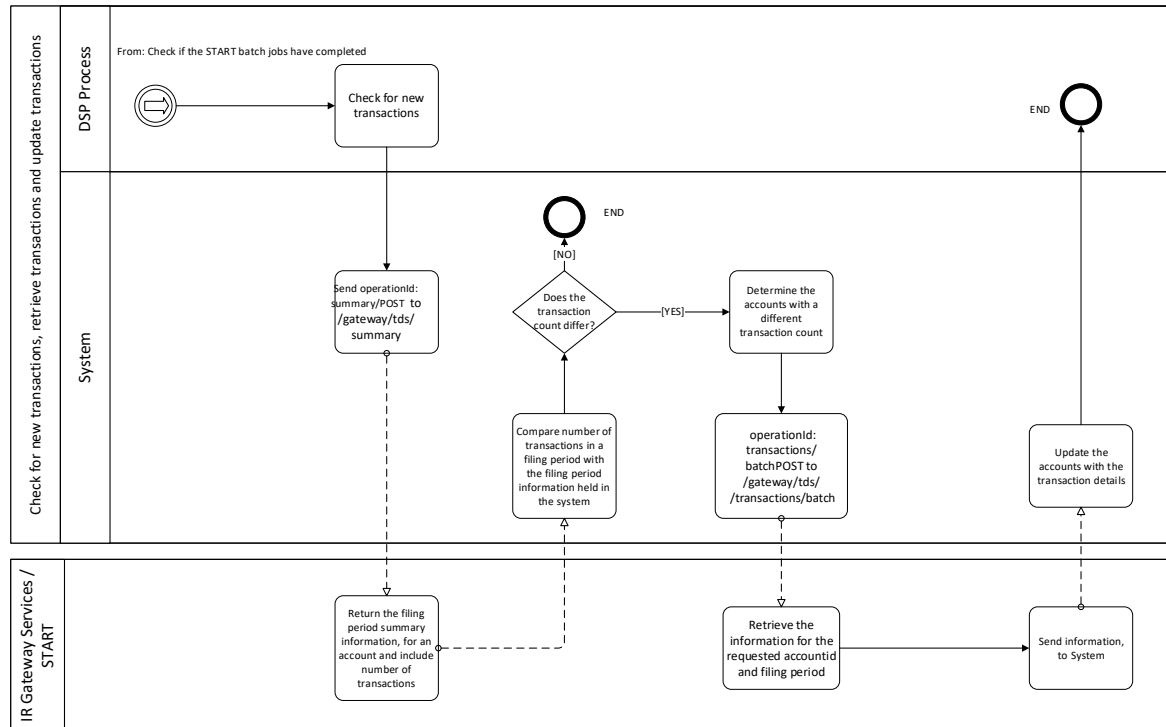 Check for new transactions, retrieve transactions and update transactions
DSP Process
From: Check if the START batch jobs have completed
Check for new
transactions
END
System
Send operationId:
summary/POST to
/gateway/tds/
summary
END
[NO]
Does the
transaction
count differ?
[YES]
Determine the
accounts with a
different
transaction count
Compare number of
transactions in a
filing period with
the filing period
information held in
the system
operationId:
transactions/
batchPOST to
/gateway/tds/
/transactions/batch
Update the
accounts with the
transaction details
IR Gateway Services /
START
Return the filing
period summary
information, for an
account and include
number of
transactions
Retrieve the
information for the
requested accountid
and filing period
Send information,
to System